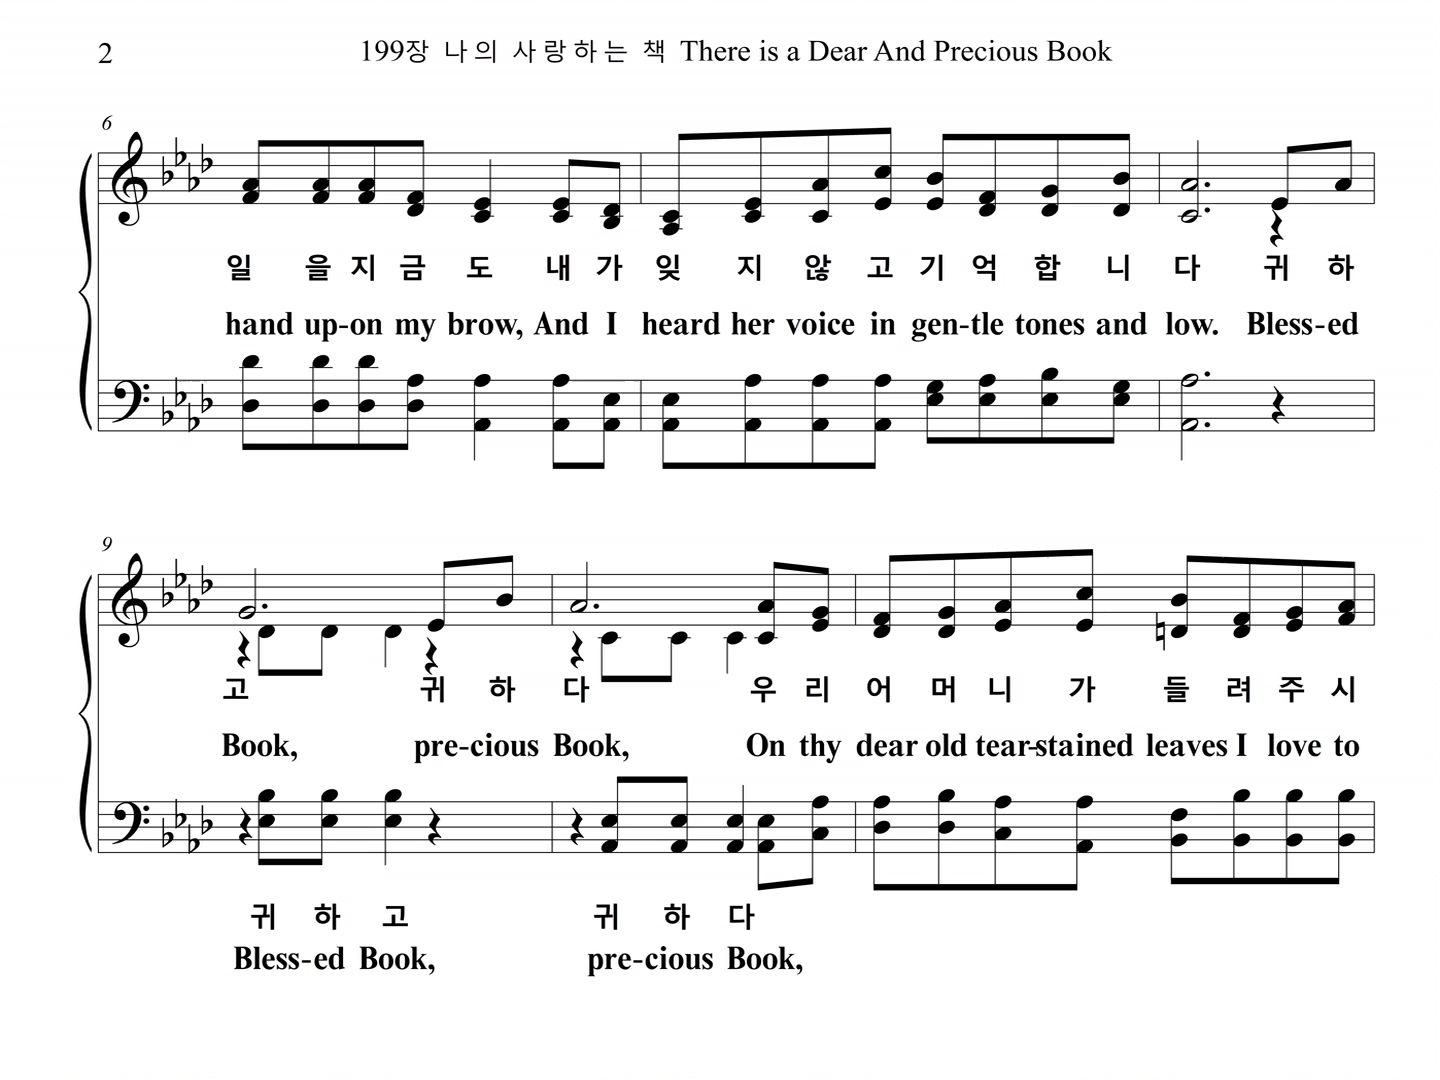 2
199장 나의 사랑하는 책 There is a Dear And Precious Book
6
일 을 지 금 도 내 가 잊 지 않 고 기 억 합 니 다 귀 하
hand up-on my brow, And I heard her voice in gen-tle tones and low. Bless-ed
9
고 귀 하 다 우 리 어 머 니 가 들 려 주 시
Book, pre-cious Book, On thy dear old tear-stained leaves I love to
귀 하 고 귀 하 다
Bless-ed Book, pre-cious Book,